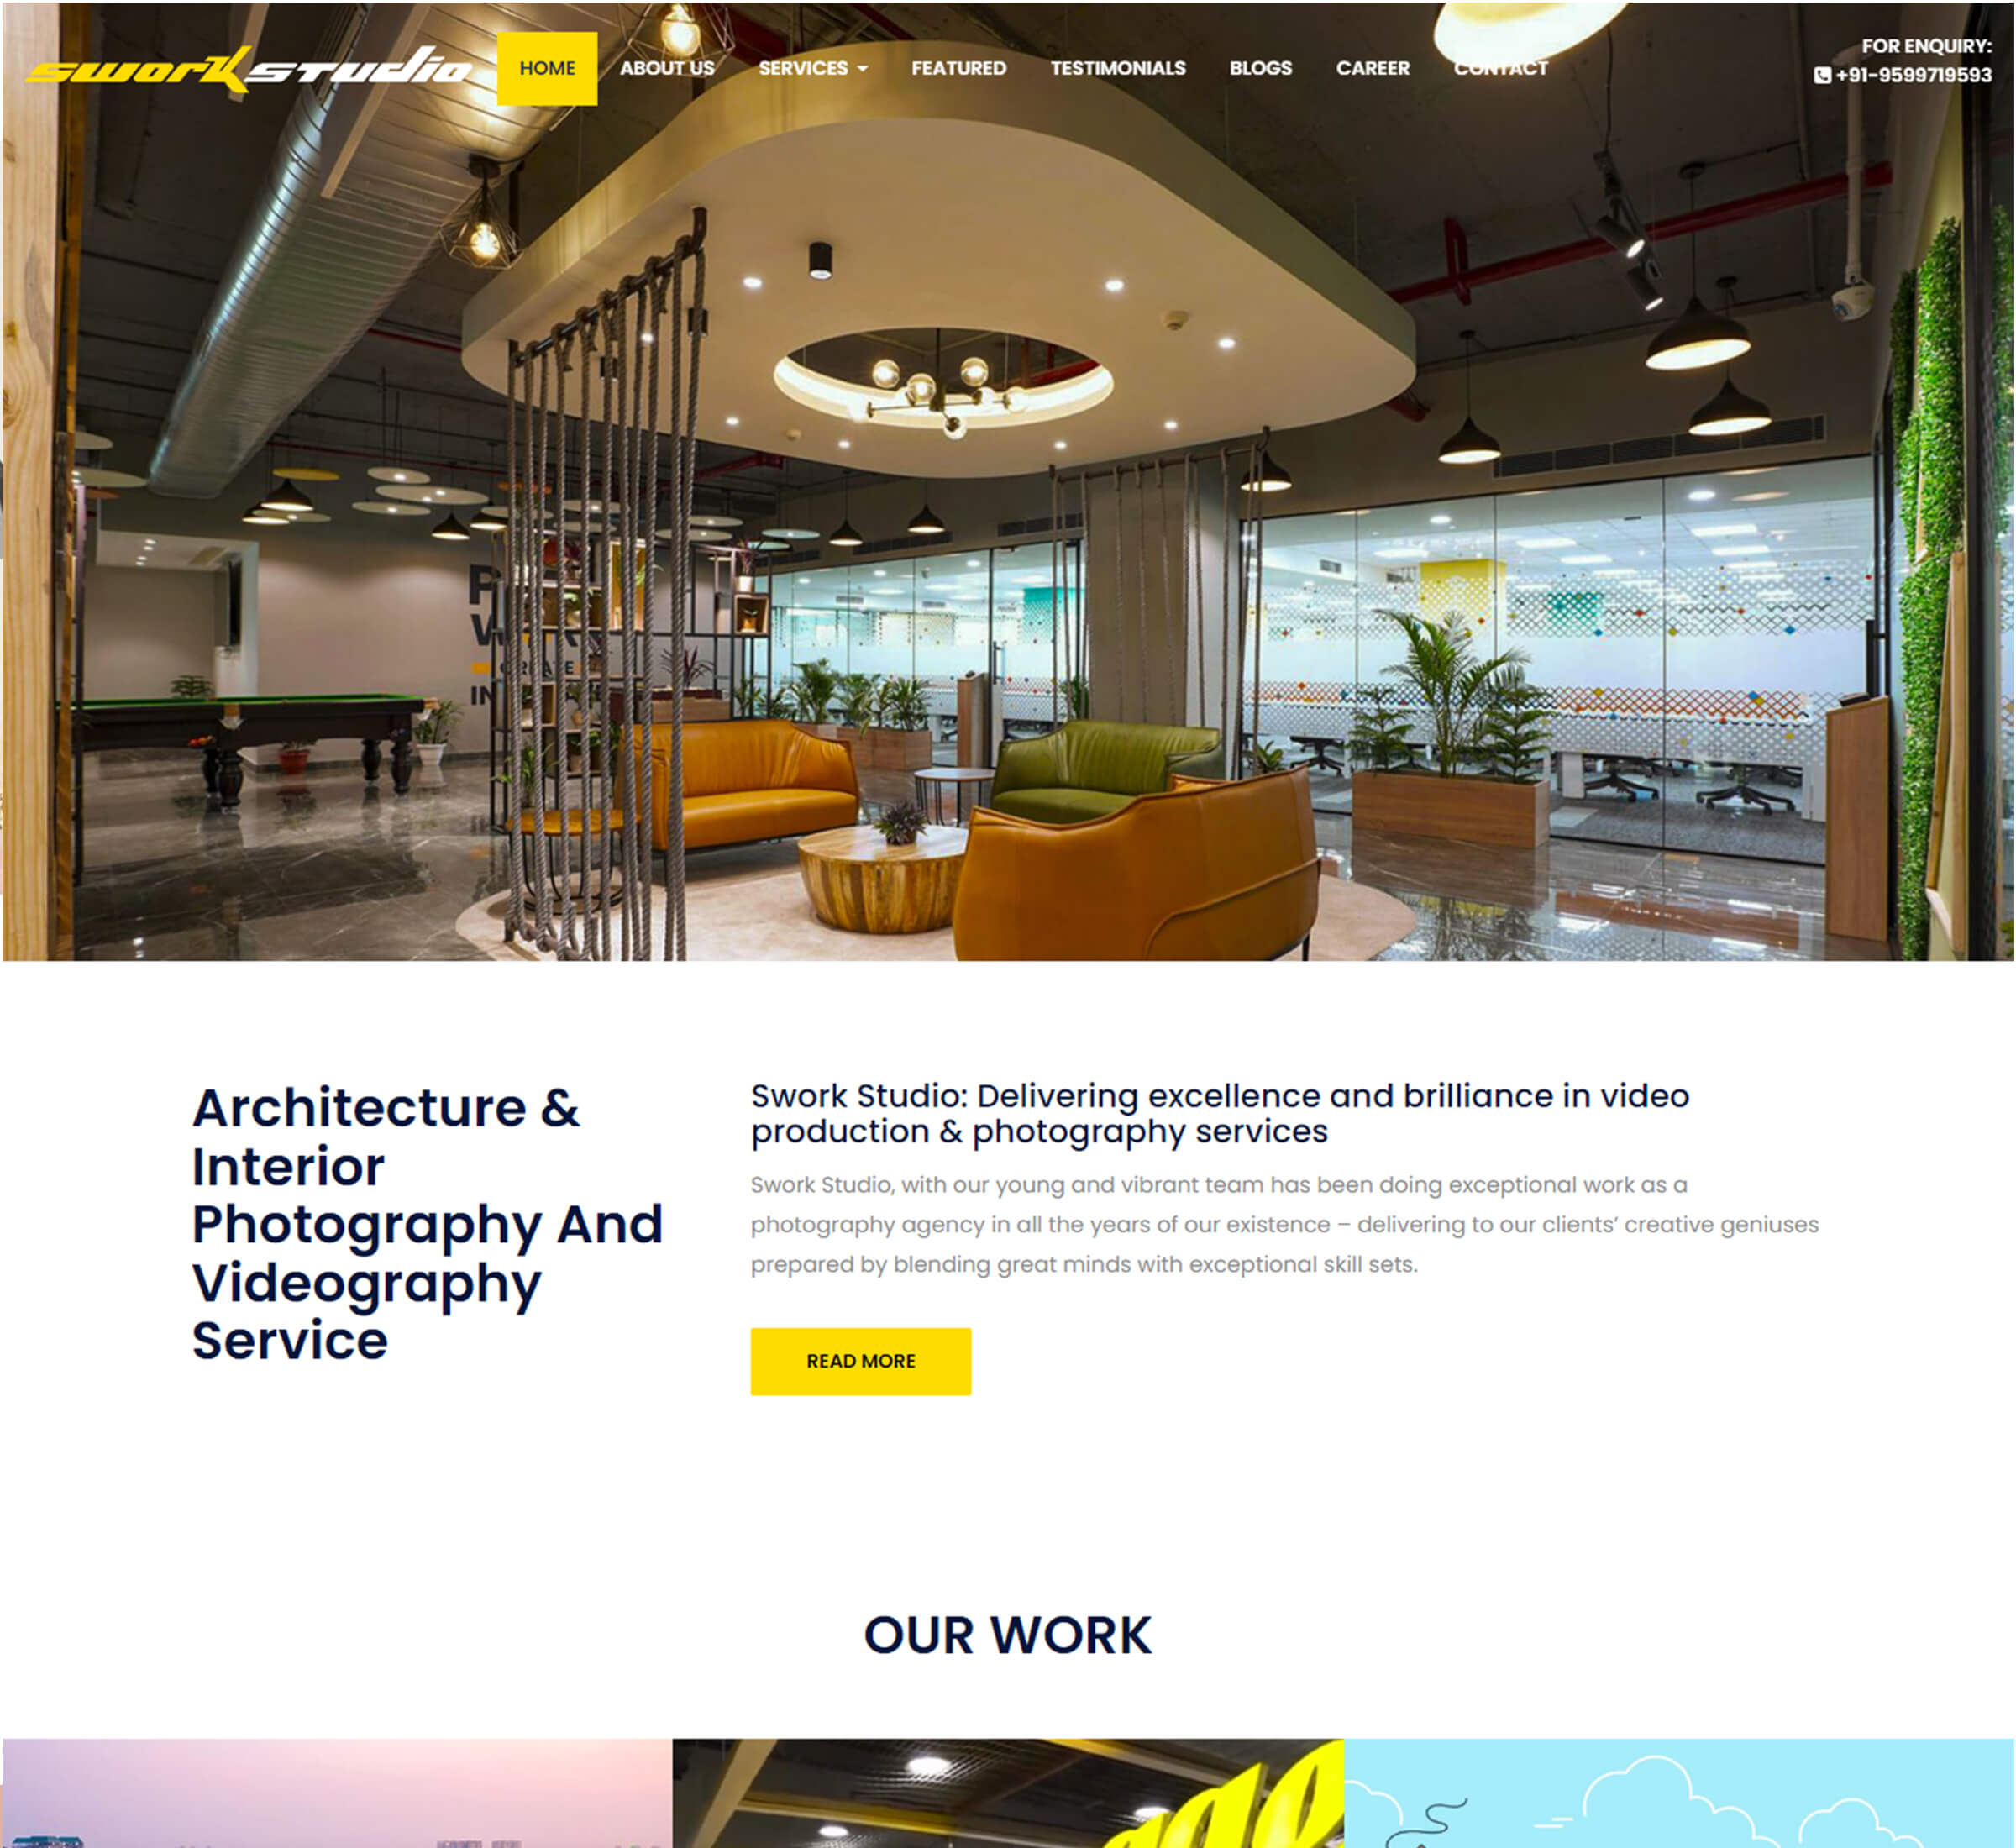 sworkstudio
HOME ABOUT US SERVICES FEATURED TESTIMONIALS BLOGS CAREER CONTACT
FOR ENQUIRY:
+91-9599719593
Architecture &
Interior
Photography And
Videography
Service
Swork Studio: Delivering excellence and brilliance in video
production & photography services
Swork Studio, with our young and vibrant team has been doing exceptional work as a
photography agency in all the years of our existence – delivering to our clients’ creative geniuses
prepared by blending great minds with exceptional skill sets.
READ MORE
OUR WORK